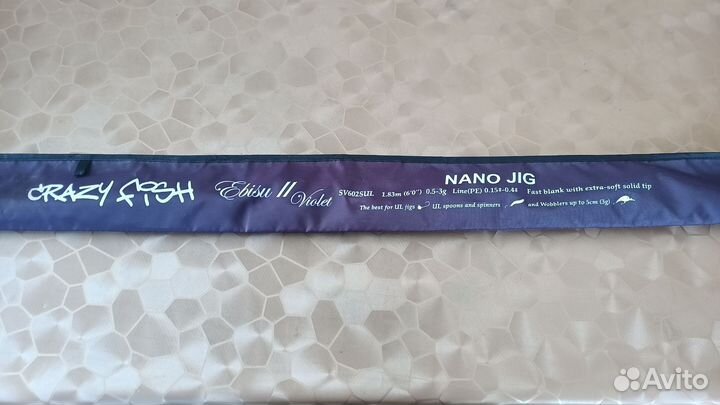 CRAZY FISH Ebisu II Violet
NANO JIG
SV602SUL 1.83m (6'0") 0.5-3g Line(PE) 0.15#-0.4# Fast blank with extra-soft solid tip
The best for UL jigs UL spoons and spinners and Wobblers up to 5cm (3g)
Avito